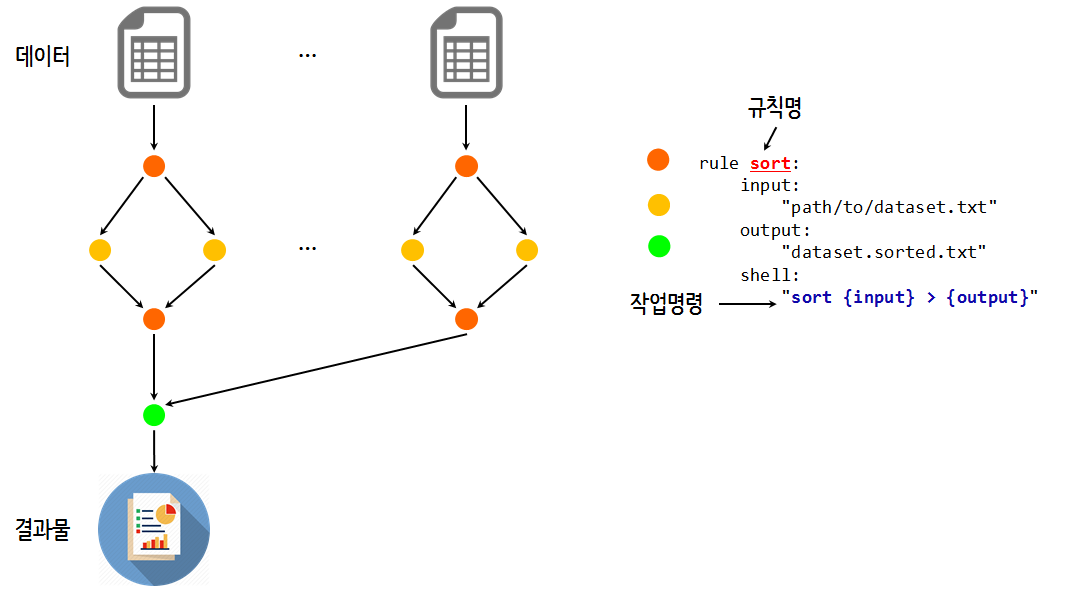 데이터
...
...
규칙명
rule sort:
input:
"path/to/dataset.txt"
output:
"dataset.sorted.txt"
shell:
작업명령
"sort {input} > {output}"
결과물